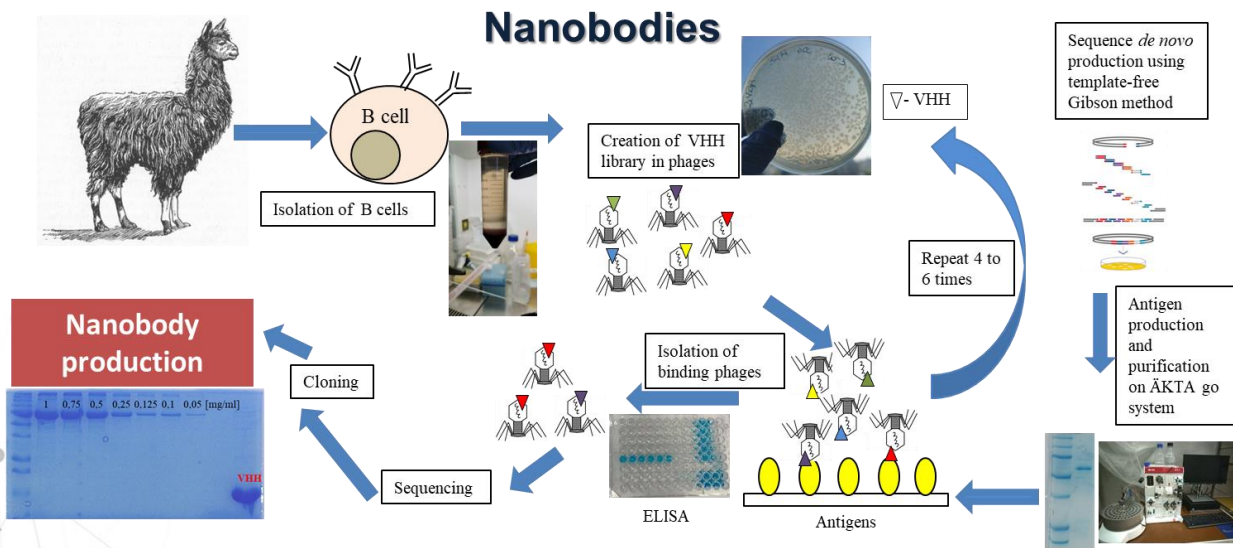 Nanobodies
B cell
Isolation of B cells
Creation of VHH
library in phages
- VHH
Sequence de novo
production using
template-free
Gibson method
Repeat 4 to
6 times
Antigen
production
and
purification
on ÄKTA go
system
Isolation of
binding phages
Antigens
ELISA
Sequencing
Cloning
Nanobody
production
1 0,75 0,5 0,25 0,125 0,1 0,05 [mg/ml]
VHH